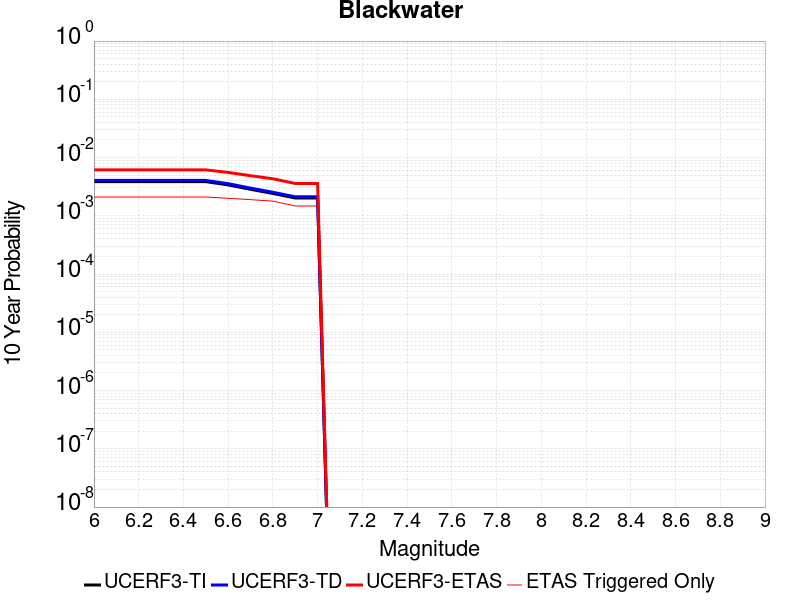 Blackwater
10 0
10 -1
10 -2
10 -3
10 -4
10 -5
10 -6
10 -7
10 -8
10 Year Probability
6 6.2 6.4 6.6 6.8 7 7.2 7.4 7.6 7.8 8 8.2 8.4 8.6 8.8 9
Magnitude
UCERF3-TI UCERF3-TD UCERF3-ETAS ETAS Triggered Only